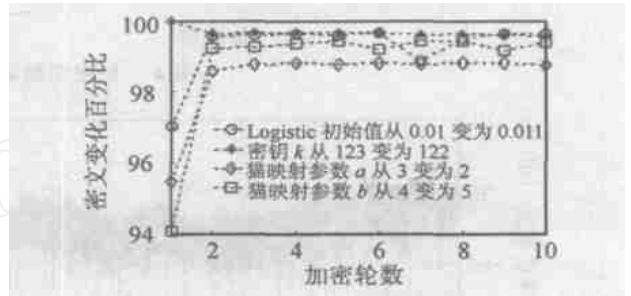 密文变化百分比
100
98
96
94
Logistic 初始值从 0.01 变为 0.011
密钥 k 从 123 变为 122
猫映射参数 a 从 3 变为 2
猫映射参数 b 从 4 变为 5
2 4 6 8 10
加密轮数